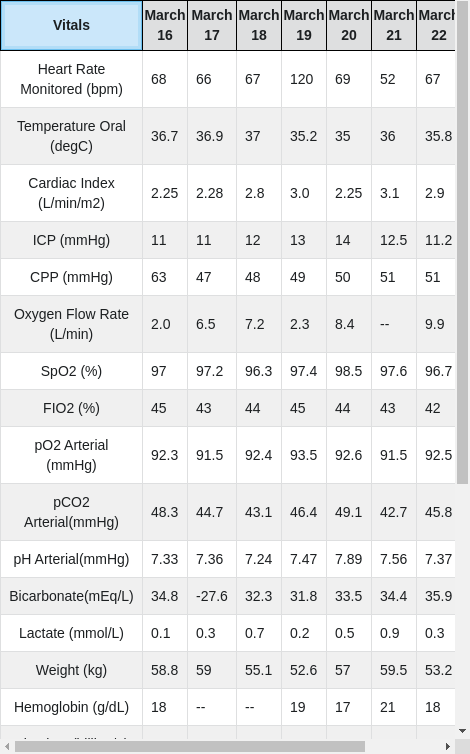 Vitals March 16 March 17 March 18 March 19 March 20 March 21 March 22
Heart Rate Monitored (bpm) 68 66 67 120 69 52 67
Temperature Oral (degC) 36.7 36.9 37 35.2 35 36 35.8
Cardiac Index (L/min/m2) 2.25 2.28 2.8 3.0 2.25 3.1 2.9
ICP (mmHg) 11 11 12 13 14 12.5 11.2
CPP (mmHg) 63 47 48 49 50 51 51
Oxygen Flow Rate (L/min) 2.0 6.5 7.2 2.3 8.4 -- 9.9
SpO2 (%) 97 97.2 96.3 97.4 98.5 97.6 96.7
FIO2 (%) 45 43 44 45 44 43 42
pO2 Arterial (mmHg) 92.3 91.5 92.4 93.5 92.6 91.5 92.5
pCO2 Arterial(mmHg) 48.3 44.7 43.1 46.4 49.1 42.7 45.8
pH Arterial(mmHg) 7.33 7.36 7.24 7.47 7.89 7.56 7.37
Bicarbonate(mEq/L) 34.8 -27.6 32.3 31.8 33.5 34.4 35.9
Lactate (mmol/L) 0.1 0.3 0.7 0.2 0.5 0.9 0.3
Weight (kg) 58.8 59 55.1 52.6 57 59.5 53.2
Hemoglobin (g/dL) 18 -- -- 19 17 21 18